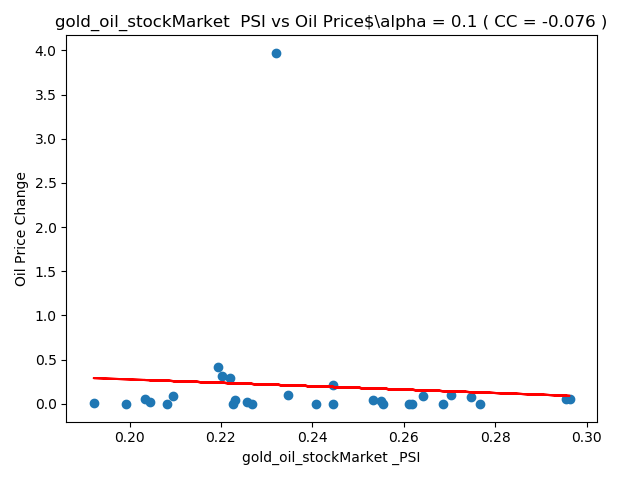 gold_oil_stockMarket  PSI vs Oil Price$\alpha = 0.1 ( CC = -0.076 )
4.0
3.5
3.0
2.5
2.0
1.5
1.0
0.5
0.0
Oil Price Change
0.20 0.22 0.24 0.26 0.28 0.30
gold_oil_stockMarket _PSI